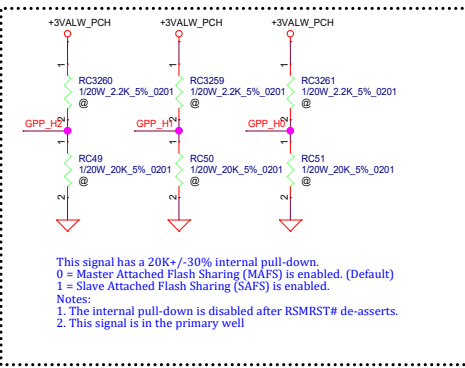 +3VALW_PCH +3VALW_PCH +3VALW_PCH
1 1 1
RC3260 RC3259 RC3261
1/20W_2.2K_5%_0201 1/20W_2.2K_5%_0201 1/20W_2.2K_5%_0201
@ @ @
2 2 2
GPP_H2 GPP_H1 GPP_H0
1 1 1
RC49 RC50 RC51
1/20W_20K_5%_0201 1/20W_20K_5%_0201 1/20W_20K_5%_0201
@ @ @
2 2 2
This signal has a 20K+/-30% internal pull-down.
0 = Master Attached Flash Sharing (MAFS) is enabled. (Default)
1 = Slave Attached Flash Sharing (SAFS) is enabled.
Notes:
1. The internal pull-down is disabled after RSMRST# de-asserts.
2. This signal is in the primary well